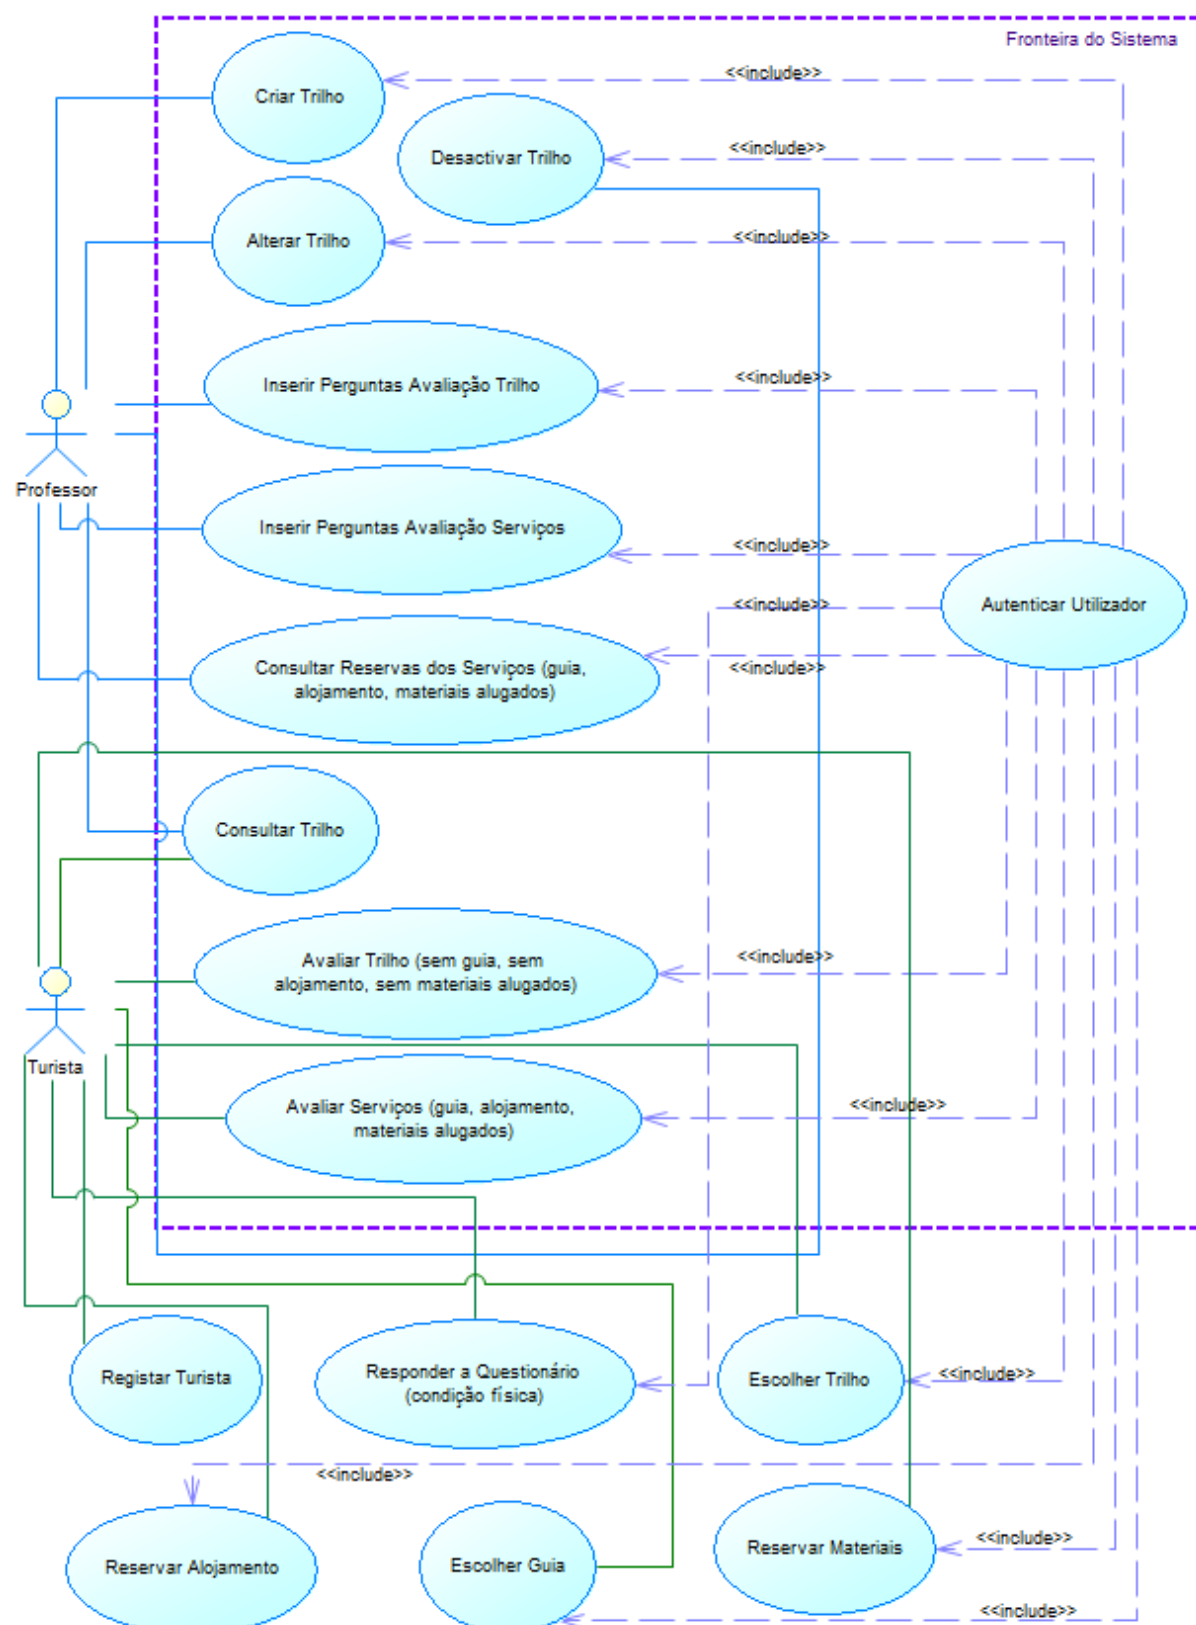 Fronteira do Sistema
<<include>>
Criar Trilho
<<include>>
Desactivar Trilho
<<include>>
Alterar Trilho
<<include>>
Inserir Perguntas Avaliação Trilho
Professor
Inserir Perguntas Avaliação Serviços
<<include>>
<<include>>
Autenticar Utilizador
Consultar Reservas dos Serviços (guia,
alojamento, materiais alugados)
<<include>>
Consultar Trilho
Avaliar Trilho (sem guia, sem
alojamento, sem materiais alugados)
<<include>>
Turista
Avaliar Serviços (guia, alojamento,
materiais alugados)
<<include>>
Registar Turista
Responder a Questionário
(condição física)
Escolher Trilho
<<include>>
<<include>>
Reservar Alojamento
Escolher Guia
Reservar Materiais
<<include>>
<<include>>